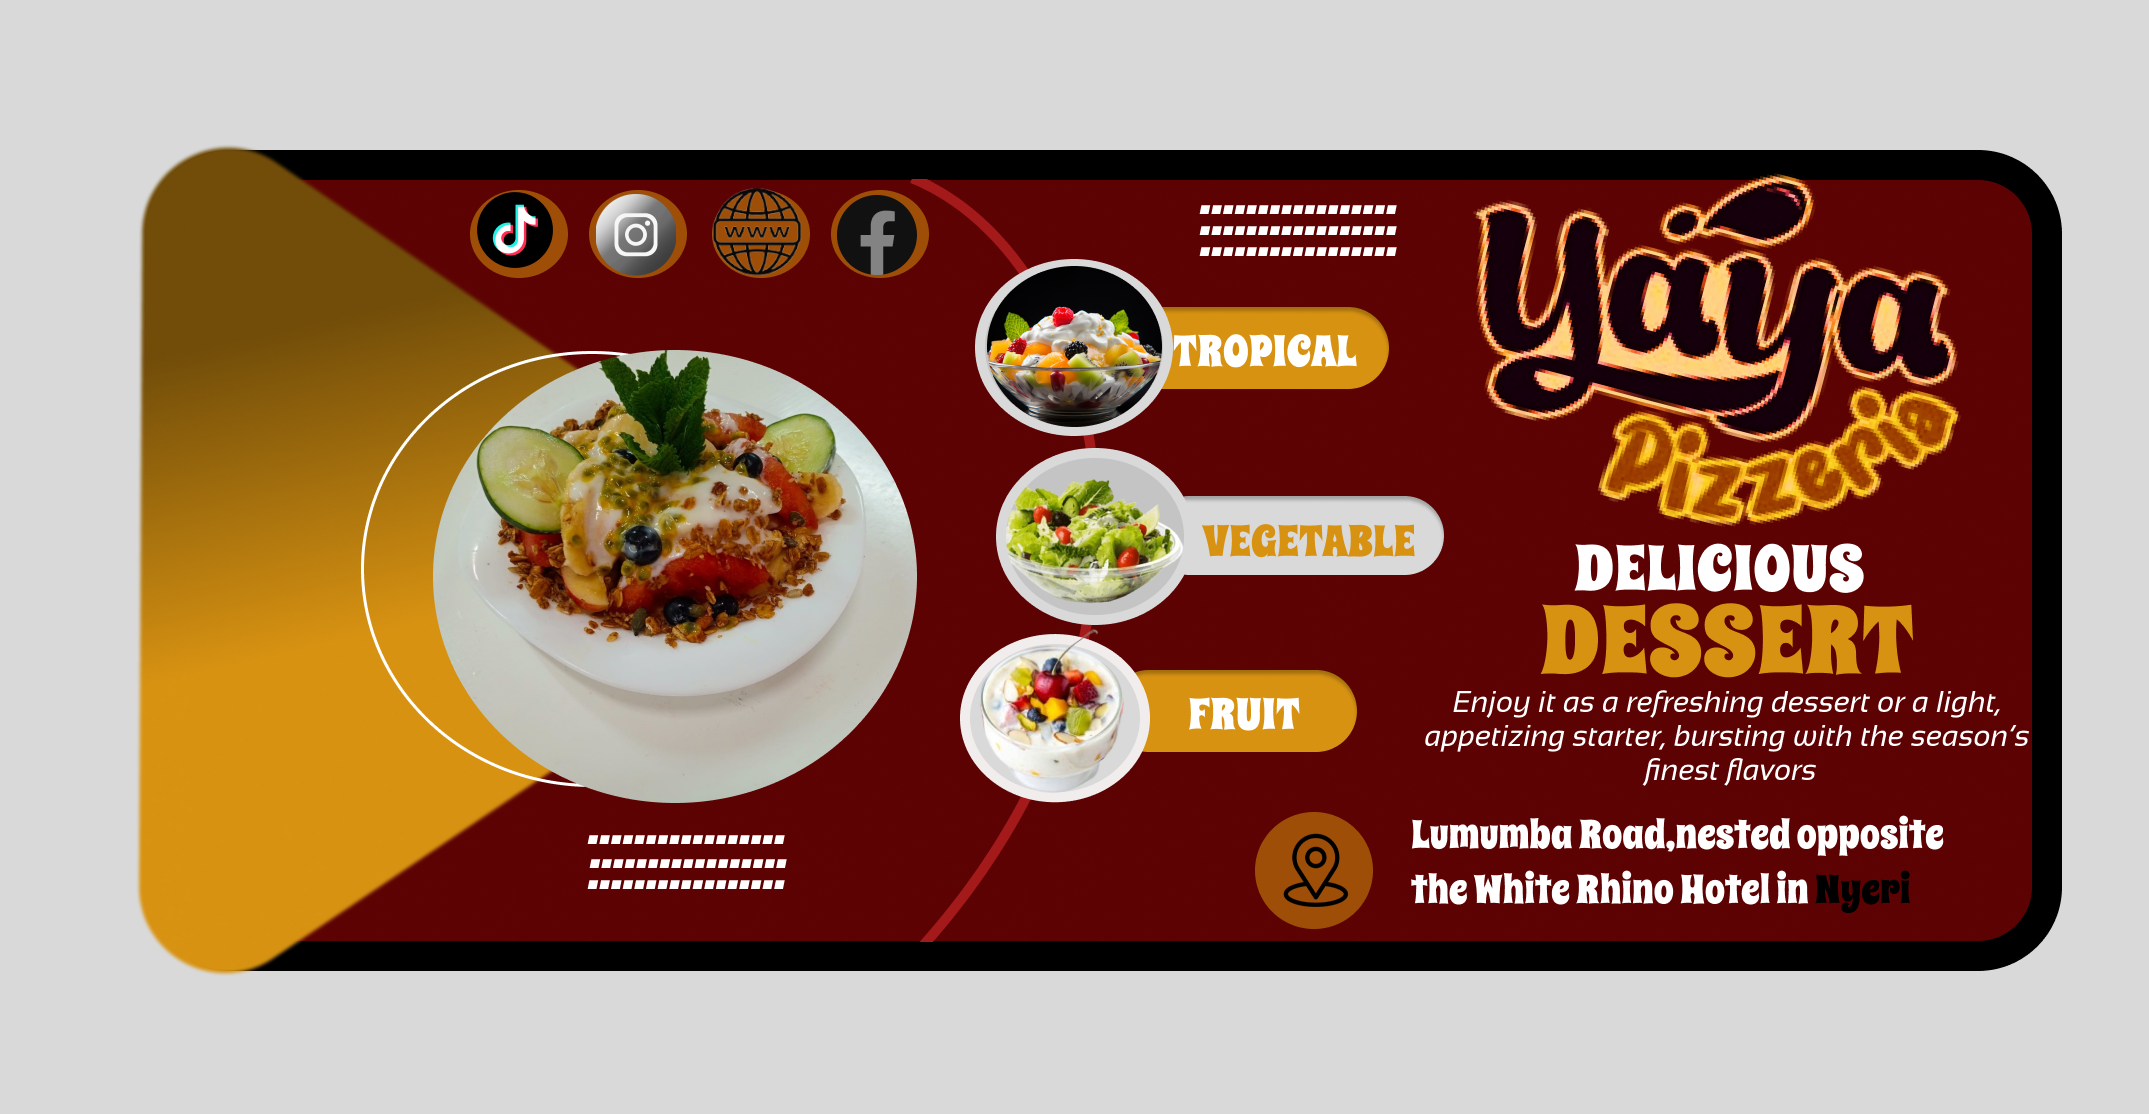 www
TROPICAL
VEGETABLE
FRUIT
Yaya
Pizzeria
DELICIOUS
DESSERT
Enjoy it as a refreshing dessert or a light,
appetizing starter, bursting with the season's
finest flavors
Lumumba Road,nested opposite
the White Rhino Hotel in Nyeri